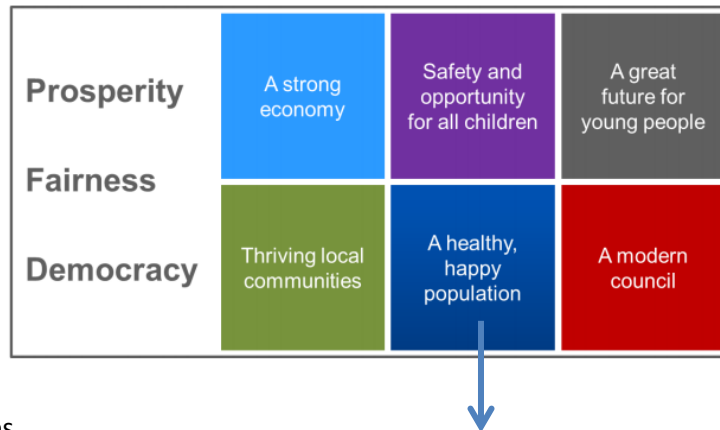 Prosperity
Fairness
Democracy
A strong
economy
Safety and
opportunity
for all children
A great
future for
young people
Thriving local
communities
A healthy,
happy
population
A modern
council